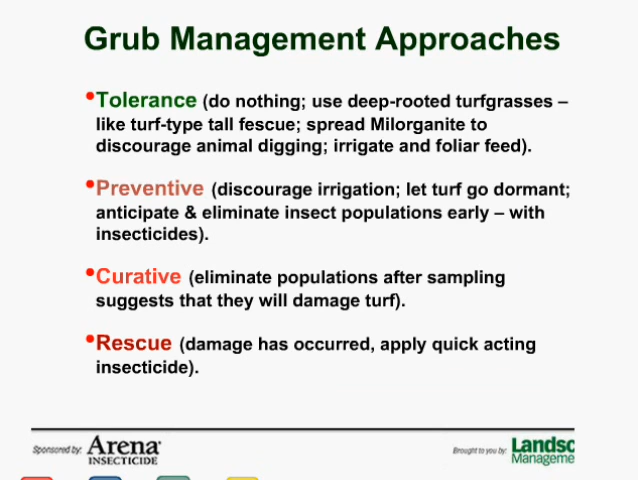 Grub Management Approaches
•Tolerance (do nothing; use deep-rooted turfgrasses –
like turf-type tall fescue; spread Milorganite to
discourage animal digging; irrigate and foliar feed).
•Preventive (discourage irrigation; let turf go dormant;
anticipate & eliminate insect populations early – with
insecticides).
•Curative (eliminate populations after sampling
suggests that they will damage turf).
•Rescue (damage has occurred, apply quick acting
insecticide).
Sponsored by: Arena
INSECTICIDE
Brought to you by: Landsc
Manageme